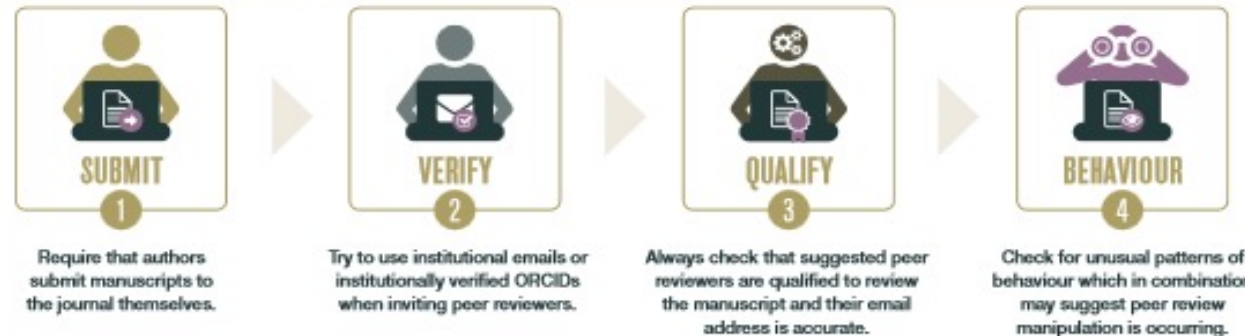 SUBMIT
1
Require that authors
submit manuscripts to
the journal themselves.
VERIFY
2
Try to use institutional emails or
institutionally verified ORCIDs
when inviting peer reviewers.
QUALIFY
3
Always check that suggested peer
reviewers are qualified to review
the manuscript and their email
address is accurate.
BEHAVIOUR
4
Check for unusual patterns of
behaviour which in combination
may suggest peer review
manipulation is occurring.